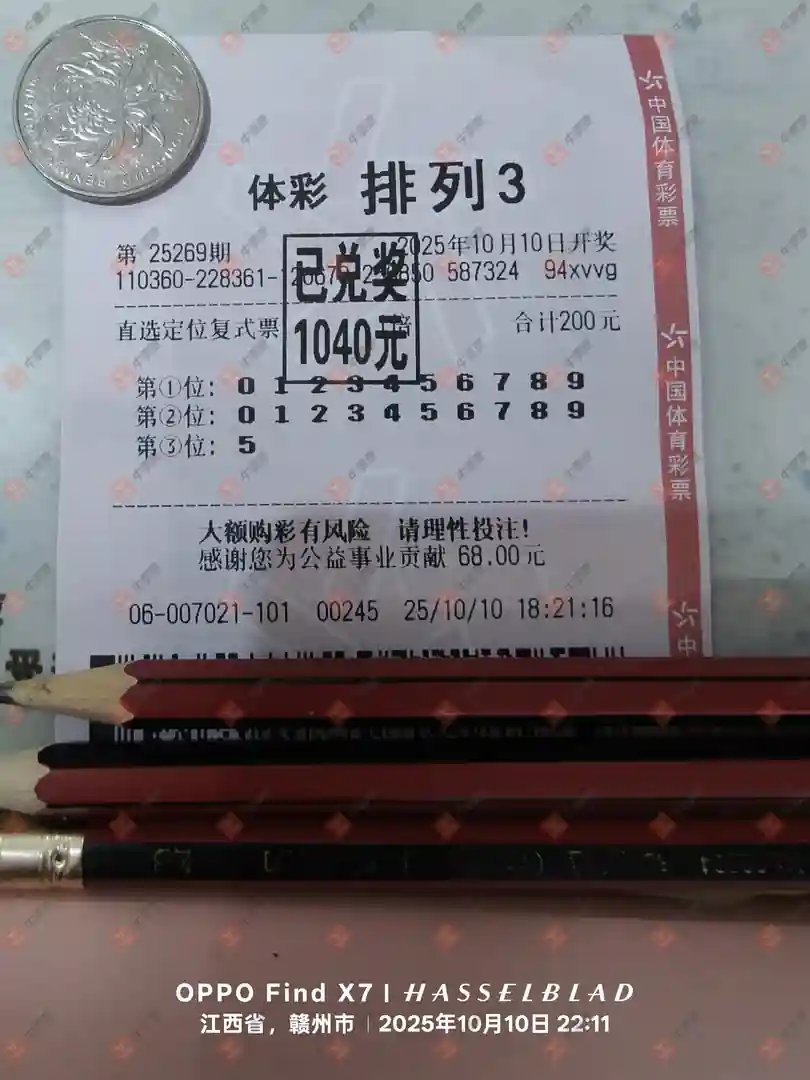 体彩 排列3
第 25269期 2025年10月10日开奖
110360-228361- 587324 94xvvg
已兑奖
1040元
直选定位复式票 倍 合计200元
第①位: 0 1 2 3 4 5 6 7 8 9
第②位: 0 1 2 3 4 5 6 7 8 9
第③位: 5
大额购彩有风险 请理性投注!
感谢您为公益事业贡献 68.00元
06-007021-101 00245 25/10/10 18:21:16
中国体育彩票
中国体育彩票
中
OPPO Find X7 | HASSELBLAD
江西省，赣州市 | 2025年10月10日 22:11